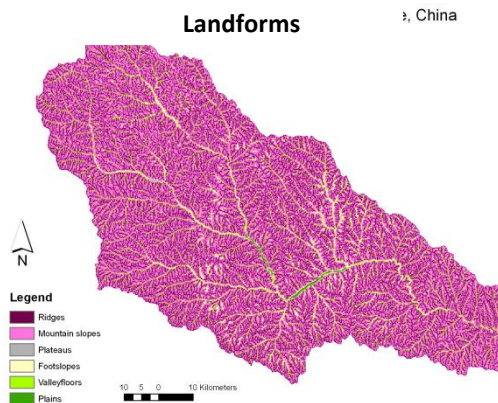 Landforms
, China
N
Legend
Ridges
Mountain slopes
Plateaus
Footslopes
Valleyfloors
Plains
10 5 0 10 Kilometers